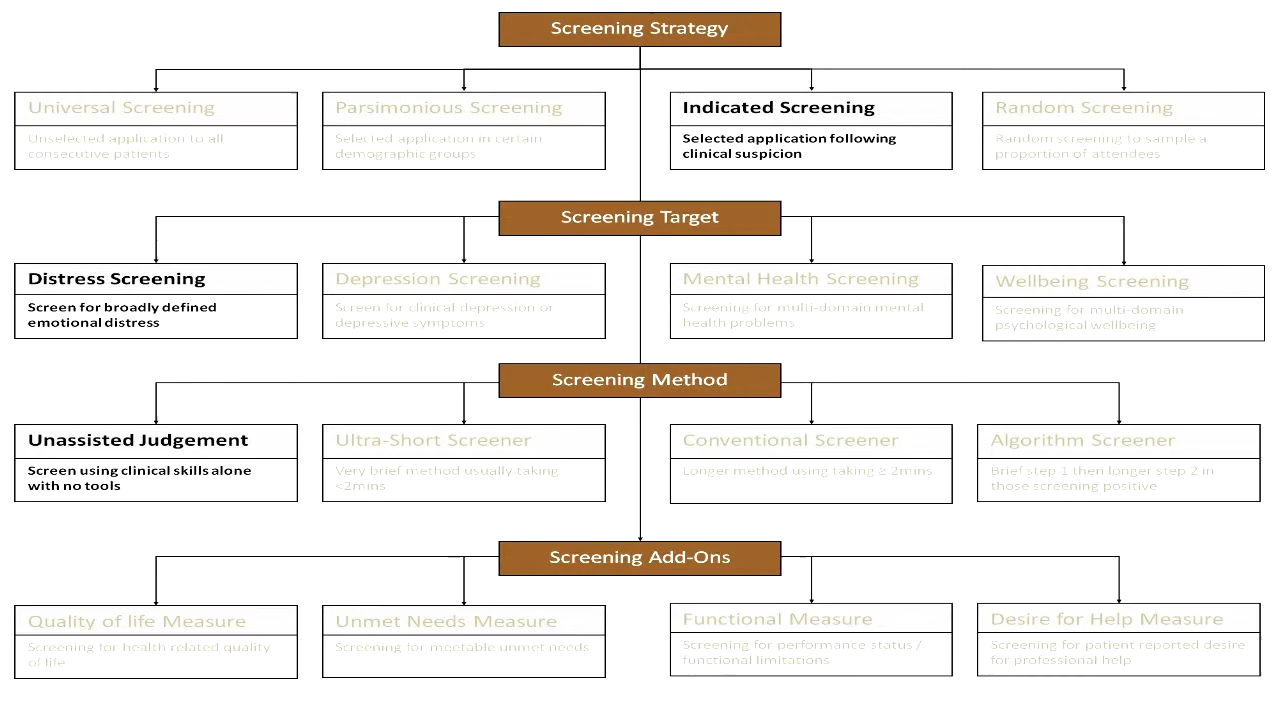 Screening Strategy
Universal Screening
Unselected application to all
consecutive patients
Parsimonious Screening
Selected application in certain
demographic groups
Indicated Screening
Selected application following
clinical suspicion
Random Screening
Random screening to sample a
proportion of attendees
Screening Target
Distress Screening
Screen for broadly defined
emotional distress
Depression Screening
Screen for clinical depression or
depressive symptoms
Mental Health Screening
Screening for multi-domain mental
health problems
Wellbeing Screening
Screening for multi-domain
psychological wellbeing
Screening Method
Unassisted Judgement
Screen using clinical skills alone
with no tools
Ultra-Short Screener
Very brief method usually taking
<2mins
Conventional Screener
Longer method using taking ≥ 2mins
Algorithm Screener
Brief step 1 then longer step 2 in
those screening positive
Screening Add-Ons
Quality of life Measure
Screening for health related quality
of life
Unmet Needs Measure
Screening for meetable unmet needs
Functional Measure
Screening for performance status /
functional limitations
Desire for Help Measure
Screening for patient reported desire
for professional help